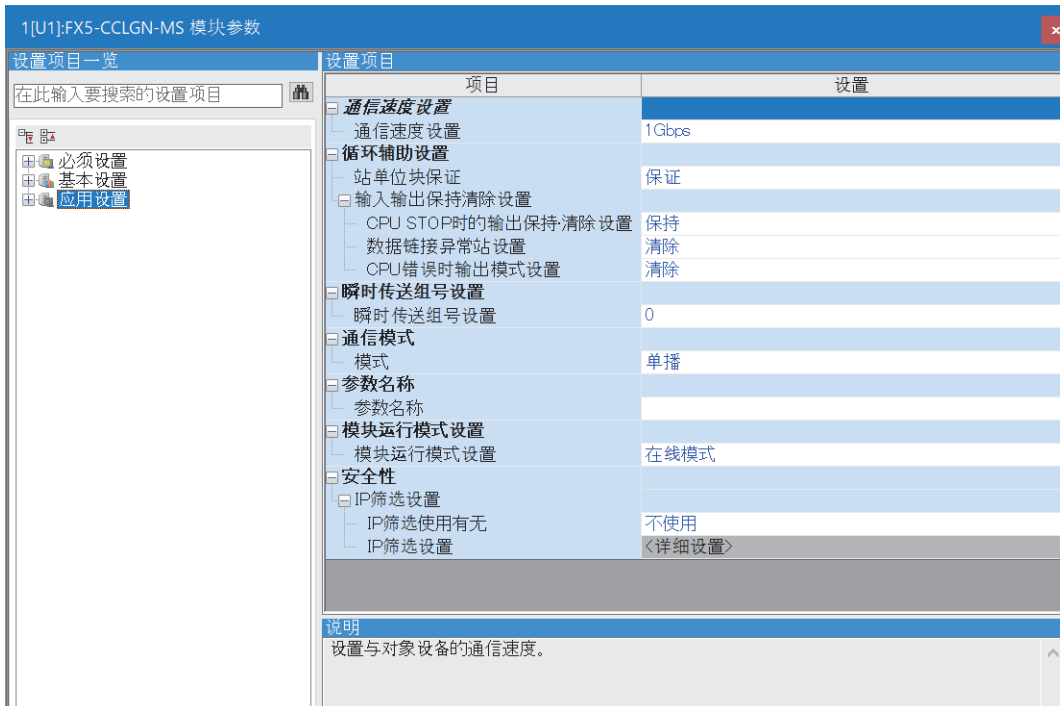 1[U1]:FX5-CCLGN-MS 模块参数
设置项目一览
在此输入要搜索的设置项目
必须设置
基本设置
应用设置
设置项目
项目 设置
通信速度设置
通信速度设置 1Gbps
循环辅助设置
站单位块保证 保证
输入输出保持清除设置
CPU STOP时的输出保持·清除设置 保持
数据链接异常站设置 清除
CPU错误时输出模式设置 清除
瞬时传送组号设置
瞬时传送组号设置 0
通信模式
模式 单播
参数名称
参数名称
模块运行模式设置
模块运行模式设置 在线模式
安全性
IP筛选设置
IP筛选使用有无 不使用
IP筛选设置 <详细设置>
说明
设置与对象设备的通信速度。